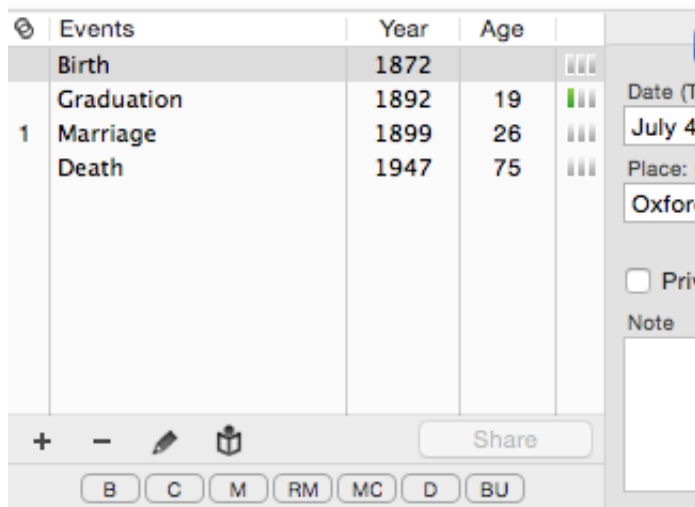 Events Year Age
Birth 1872
Graduation 1892 19
1 Marriage 1899 26
Death 1947 75
Share
B C M RM MC D BU
Date (T
July 4
Place:
Oxfor
Priv
Note